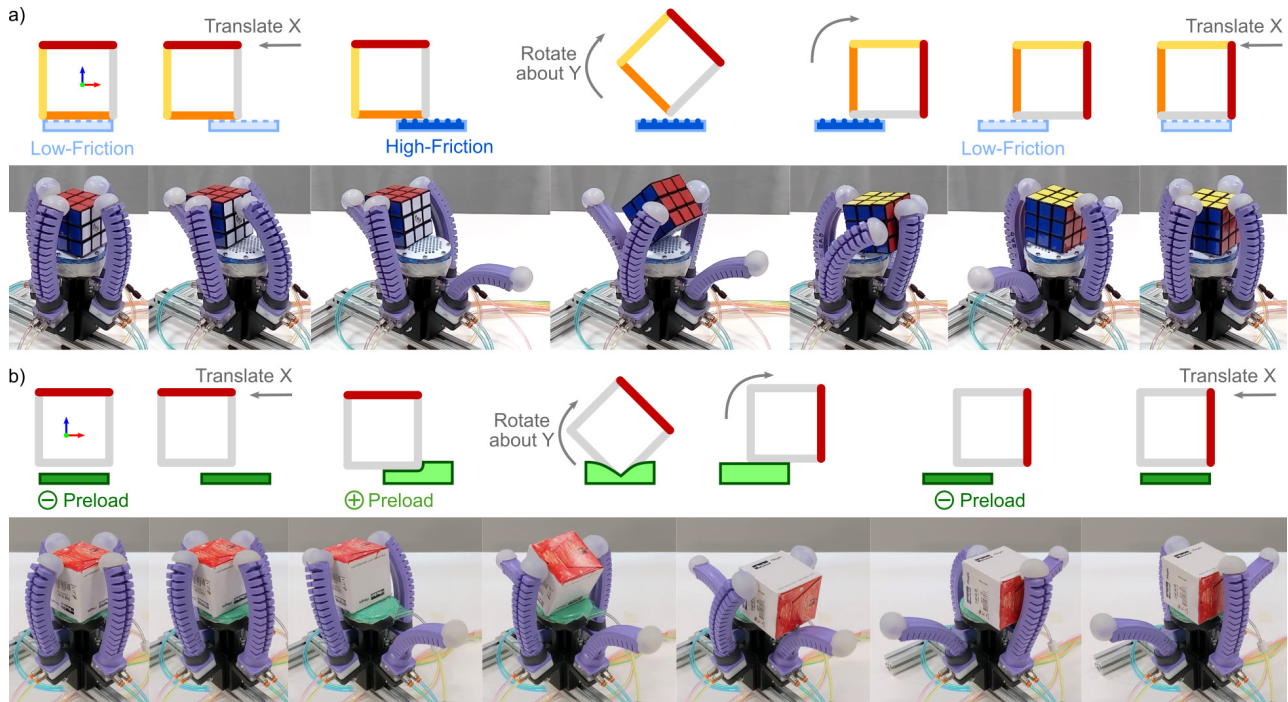 a)
Translate X
Rotate
about Y
Translate X
Low-Friction
High-Friction
Low-Friction
b)
Translate X
Rotate
about Y
Translate X
− Preload
+ Preload
− Preload